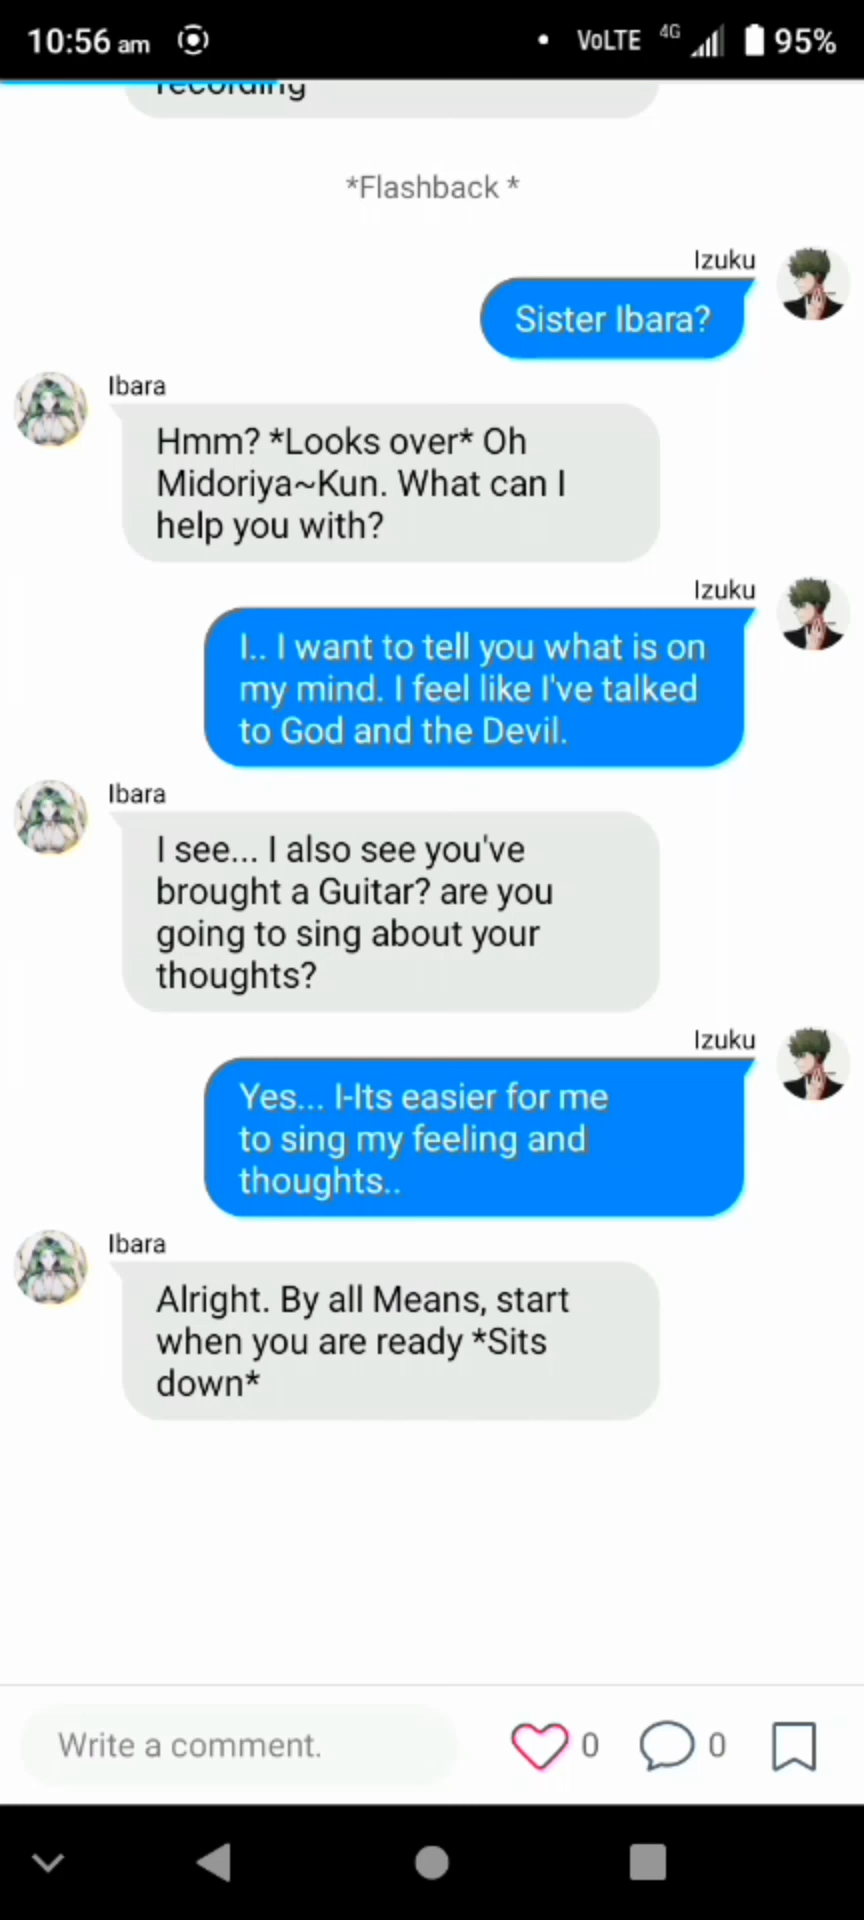 10:56 am
VoLTE 4G 95%
recording
*Flashback *
Izuku
Sister Ibara?
Ibara
Hmm? *Looks over* Oh
Midoriya~Kun. What can I
help you with?
Izuku
I.. I want to tell you what is on
my mind. I feel like I've talked
to God and the Devil.
Ibara
I see... I also see you've
brought a Guitar? are you
going to sing about your
thoughts?
Izuku
Yes... I-Its easier for me
to sing my feeling and
thoughts..
Ibara
Alright. By all Means, start
when you are ready *Sits
down*
Write a comment.
0
0